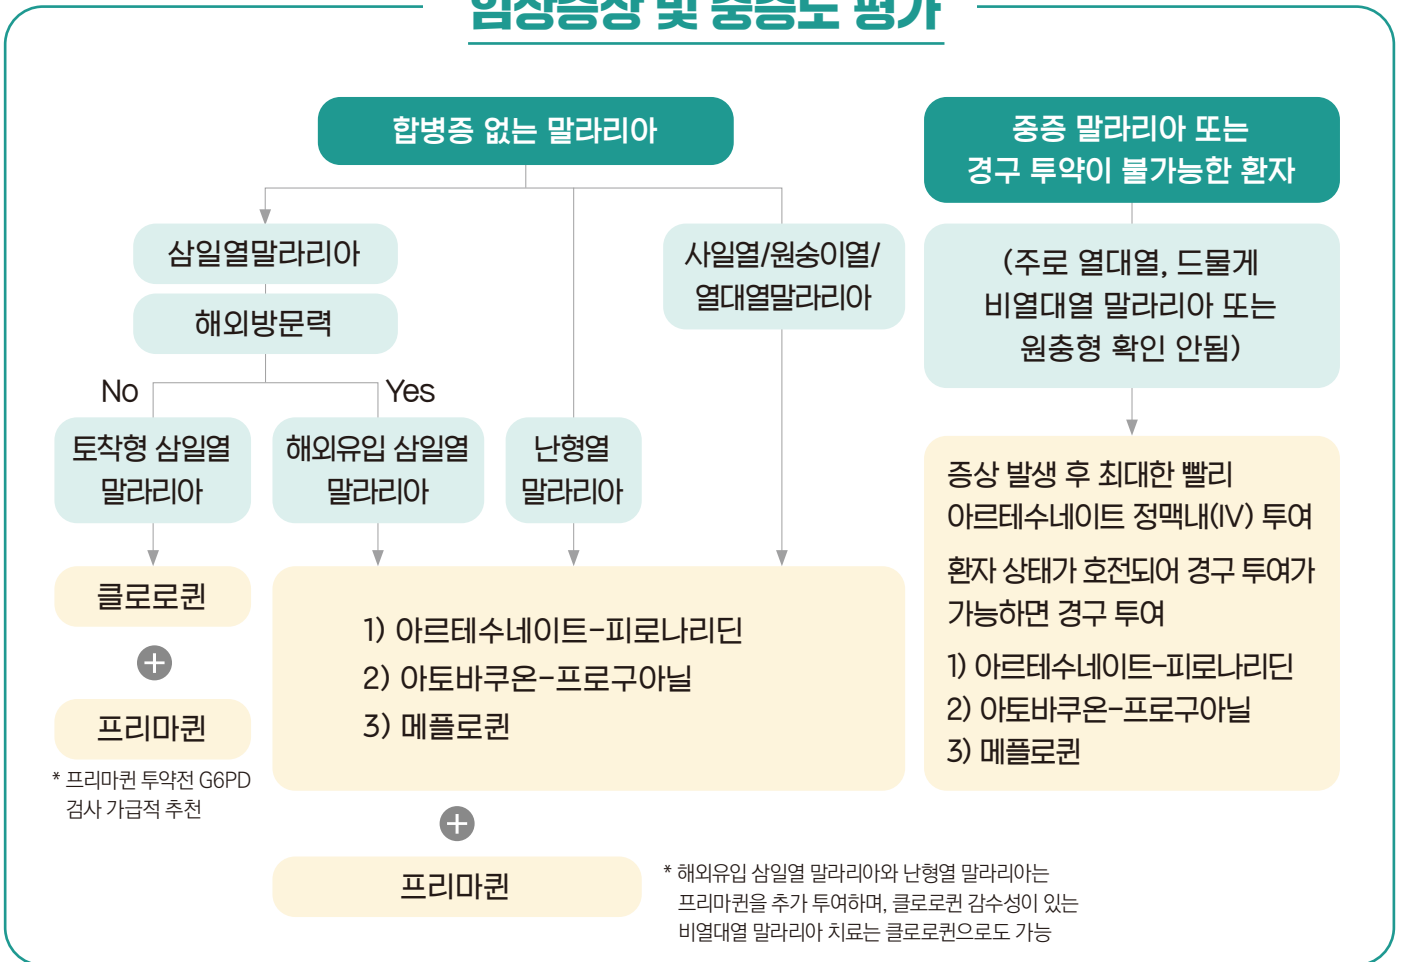 임상증상 및 중증도 평가
합병증 없는 말라리아
중증 말라리아 또는
경구 투약이 불가능한 환자
삼일열말라리아
해외방문력
사일열/원숭이열/
열대열말라리아
(주로 열대열, 드물게
비열대열 말라리아 또는
원충형 확인 안됨)
No
Yes
토착형 삼일열
말라리아
해외유입 삼일열
말라리아
난형열
말라리아
클로로퀸
프리마퀸
* 프리마퀸 투약전 G6PD
검사 가급적 추천
1) 아르테수네이트-피로나리딘
2) 아토바쿠온-프로구아닐
3) 메플로퀸
프리마퀸
* 해외유입 삼일열 말라리아와 난형열 말라리아는
프리마퀸을 추가 투여하며, 클로로퀸 감수성이 있는
비열대열 말라리아 치료는 클로로퀸으로도 가능
증상 발생 후 최대한 빨리
아르테수네이트 정맥내(IV) 투여
환자 상태가 호전되어 경구 투여가
가능하면 경구 투여
1) 아르테수네이트-피로나리딘
2) 아토바쿠온-프로구아닐
3) 메플로퀸